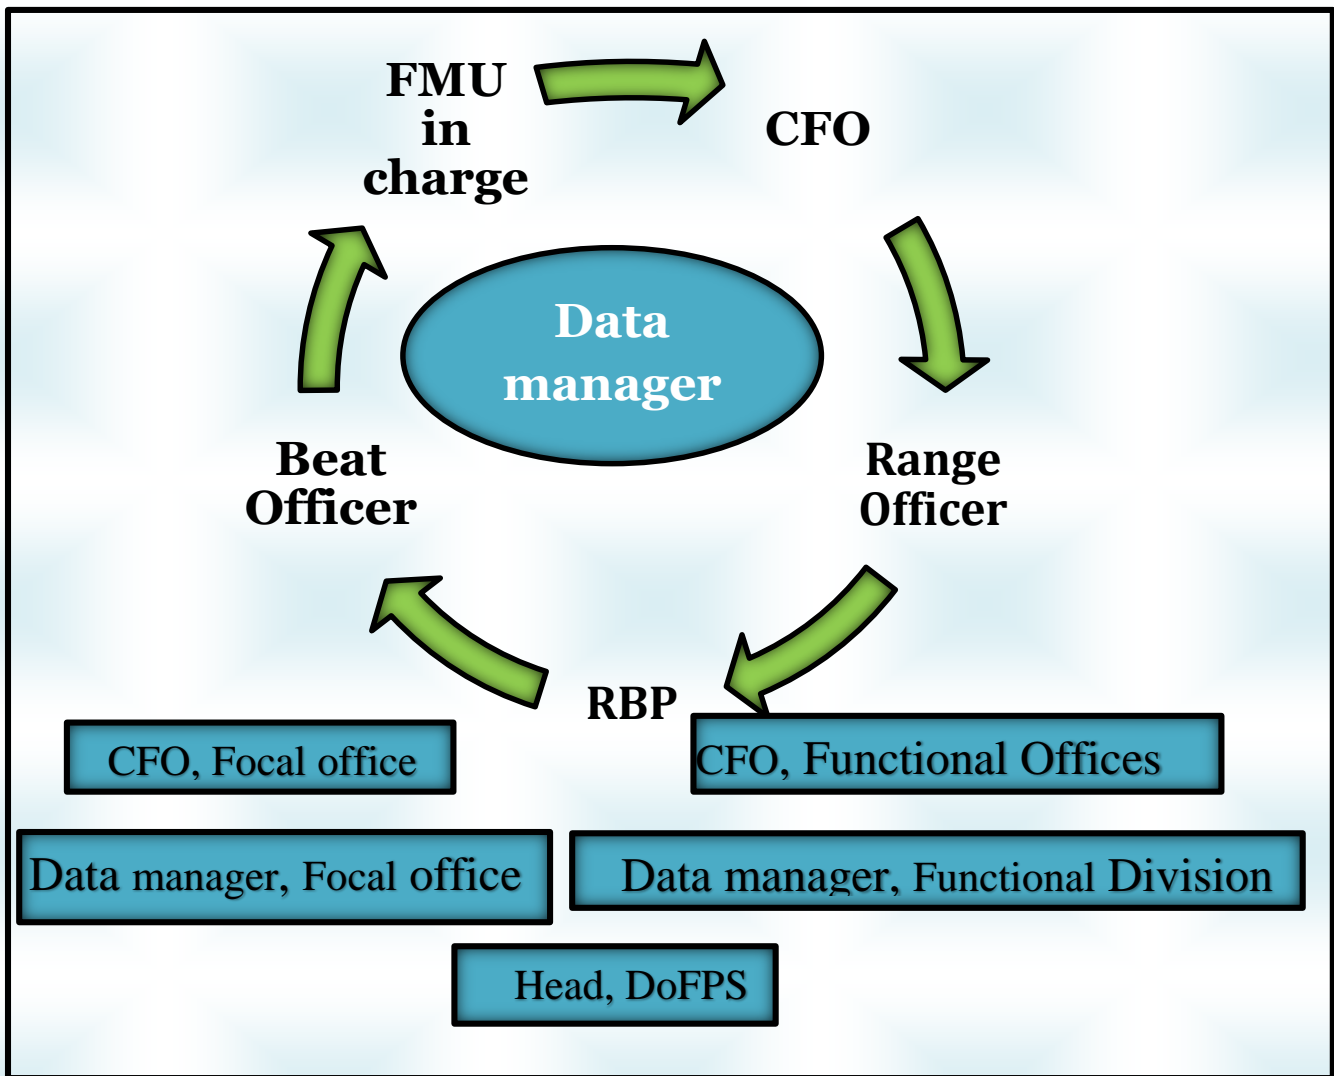 FMU
in
charge
CFO
Data
manager
Beat
Officer
Range
Officer
RBP
CFO, Focal office
CFO, Functional Offices
Data manager, Focal office
Data manager, Functional Division
Head, DoFPS